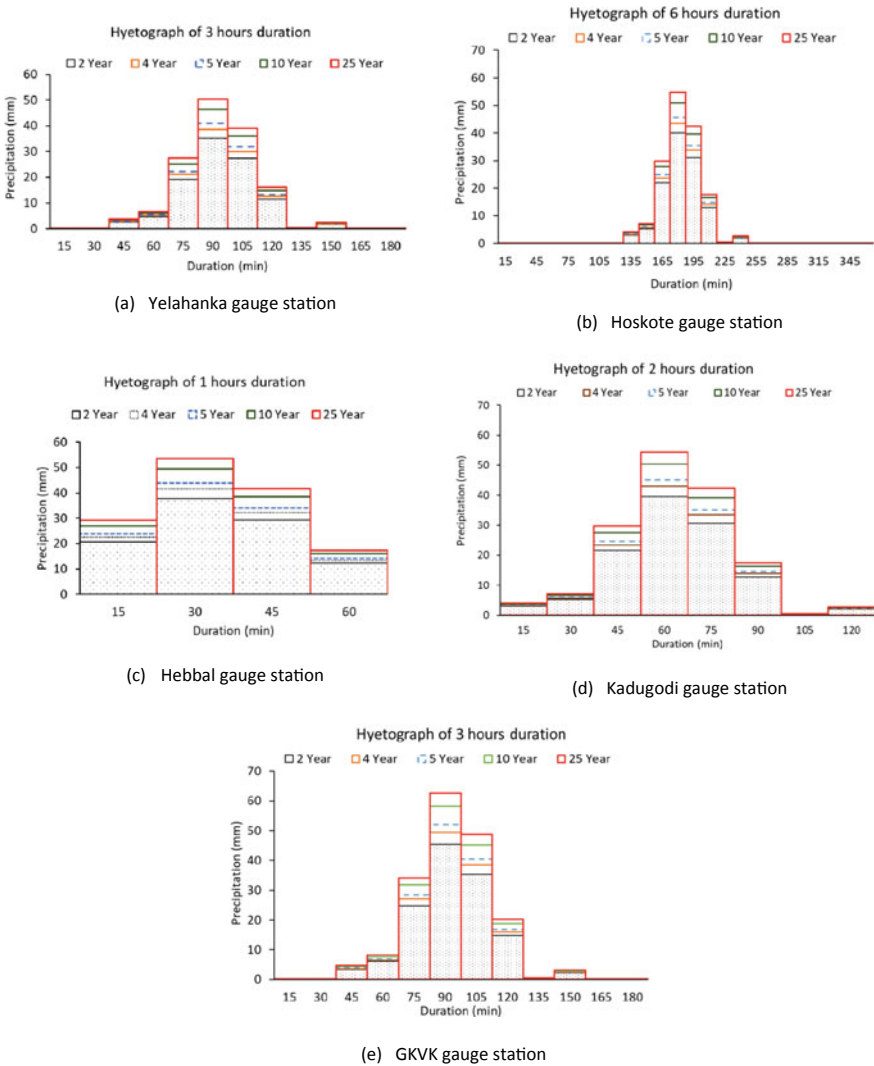 Hyetograph of 3 hours duration
2 Year 4 Year 5 Year 10 Year 25 Year
Precipitation (mm)
60
50
40
30
20
10
0
15 30 45 60 75 90 105 120 135 150 165 180
Duration (min)
(a) Yelahanka gauge station
Hyetograph of 6 hours duration
2 Year 4 Year 5 Year 10 Year 25 Year
Precipitation (mm)
70
60
50
40
30
20
10
0
15 45 75 105 135 165 195 225 255 285 315 345
Duration (min)
(b) Hoskote gauge station
Hyetograph of 1 hours duration
2 Year 4 Year 5 Year 10 Year 25 Year
Precipitation (mm)
60
50
40
30
20
10
0
15 30 45 60
Duration (min)
(c) Hebbal gauge station
Hyetograph of 2 hours duration
2 Year 4 Year 5 Year 10 Year 25 Year
Precipitation (mm)
70
60
50
40
30
20
10
0
15 30 45 60 75 90 105 120
Duration (min)
(d) Kadugodi gauge station
Hyetograph of 3 hours duration
2 Year 4 Year 5 Year 10 Year 25 Year
Precipitation (mm)
70
60
50
40
30
20
10
0
15 30 45 60 75 90 105 120 135 150 165 180
Duration (min)
(e) GKVK gauge station